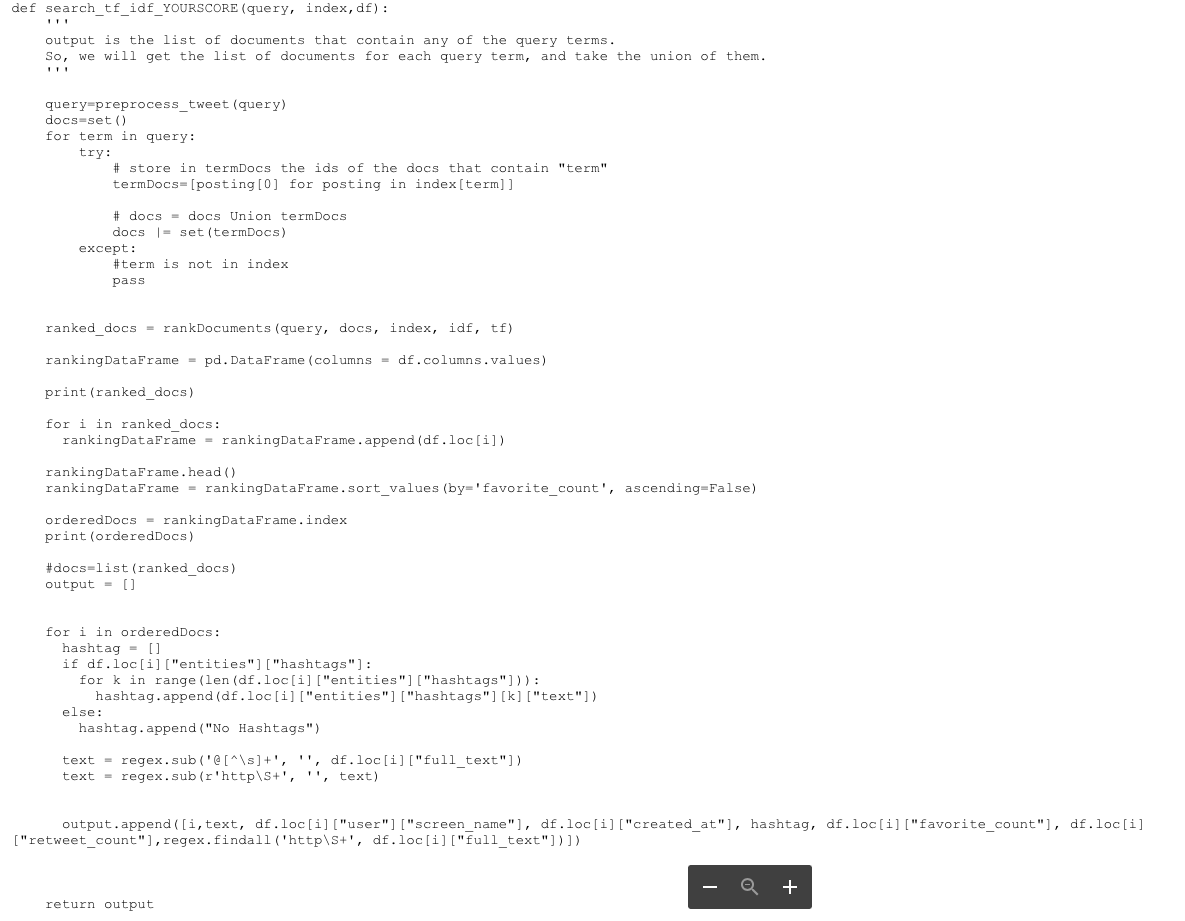 def search_tf_idf_YOURSCORE(query, index,df):
    '''
    output is the list of documents that contain any of the query terms.
    So, we will get the list of documents for each query term, and take the union of them.
    '''

    query=preprocess_tweet(query)
    docs=set()
    for term in query:
        try:
            # store in termDocs the ids of the docs that contain "term"
            termDocs=[posting[0] for posting in index[term]]

            # docs = docs Union termDocs
            docs |= set(termDocs)
        except:
            #term is not in index
            pass


    ranked_docs = rankDocuments(query, docs, index, idf, tf)

    rankingDataFrame = pd.DataFrame(columns = df.columns.values)

    print(ranked_docs)

    for i in ranked_docs:
      rankingDataFrame = rankingDataFrame.append(df.loc[i])

    rankingDataFrame.head()
    rankingDataFrame = rankingDataFrame.sort_values(by='favorite_count', ascending=False)

    orderedDocs = rankingDataFrame.index
    print(orderedDocs)

    #docs=list(ranked_docs)
    output = []


    for i in orderedDocs:
      hashtag = []
      if df.loc[i]["entities"]["hashtags"]:
        for k in range(len(df.loc[i]["entities"]["hashtags"])):
          hashtag.append(df.loc[i]["entities"]["hashtags"][k]["text"])
      else:
        hashtag.append("No Hashtags")

      text = regex.sub('@[^\s]+', '', df.loc[i]["full_text"])
      text = regex.sub(r'http\S+', '', text)


      output.append([i,text, df.loc[i]["user"]["screen_name"], df.loc[i]["created_at"], hashtag, df.loc[i]["favorite_count"], df.loc[i]
["retweet_count"],regex.findall('http\S+', df.loc[i]["full_text"])])



    return output